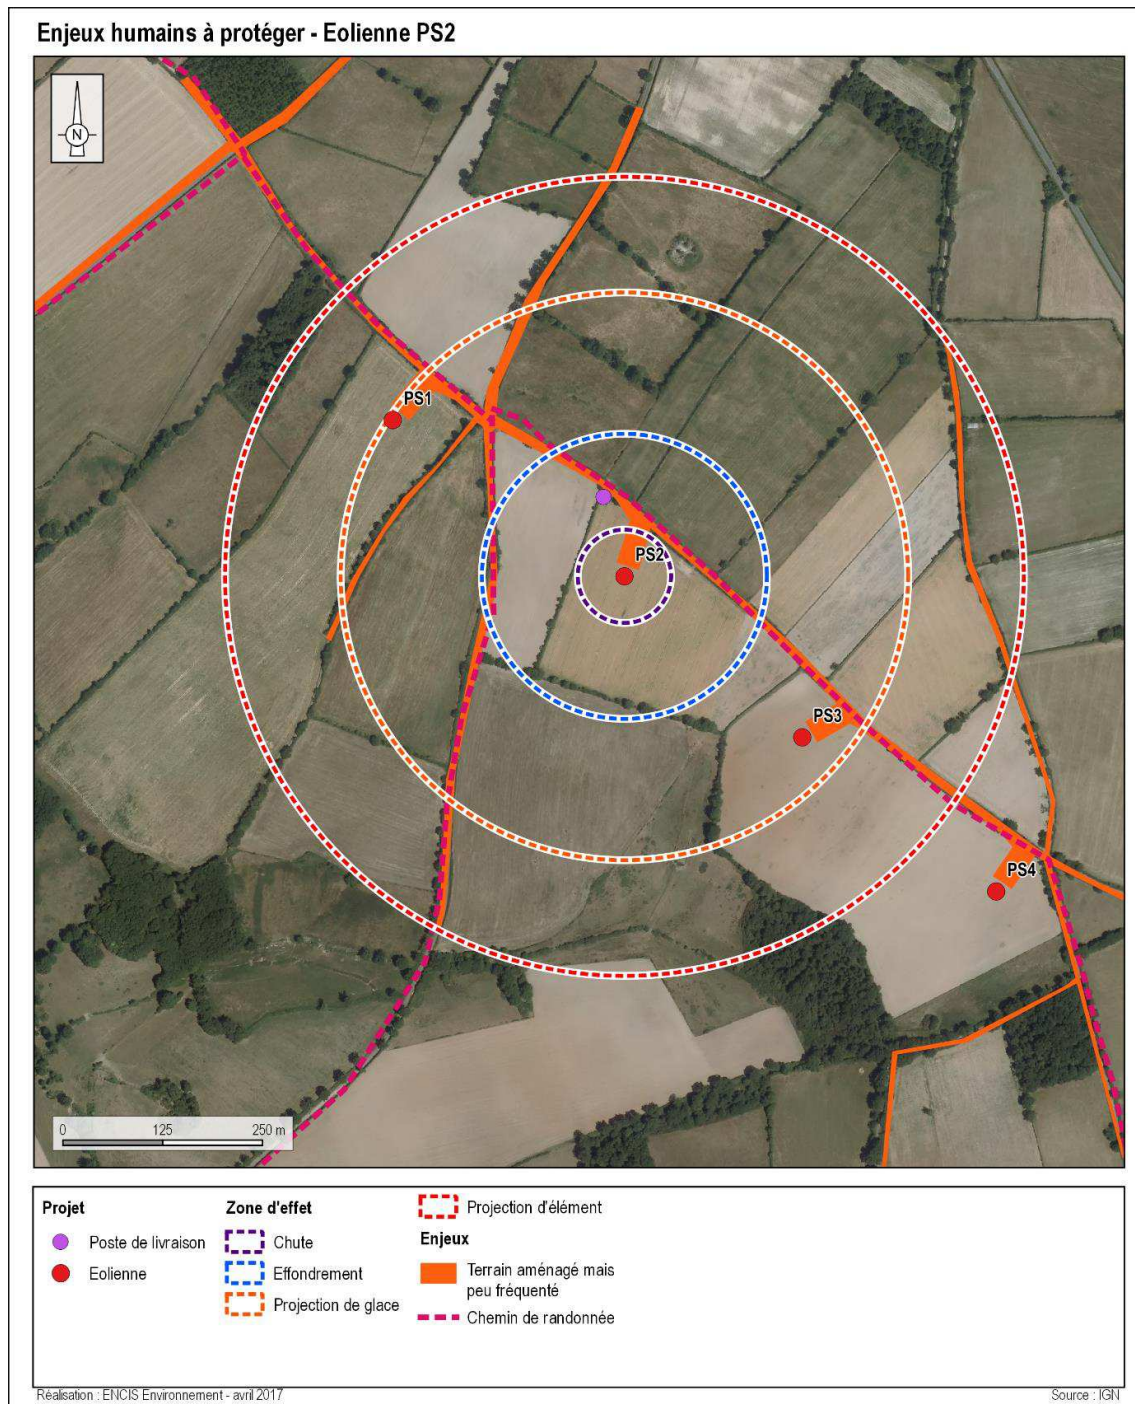 Enjeux humains à protéger - Eolienne PS2
N
PS1
PS2
PS3
PS4
0 125 250 m
Projet
Poste de livraison
Eolienne
Zone d'effet
Chute
Effondrement
Projection de glace
Projection d'élément
Enjeux
Terrain aménagé mais
peu fréquenté
Chemin de randonnée
Réalisation : ENCIS Environnement - avril 2017
Source : IGN